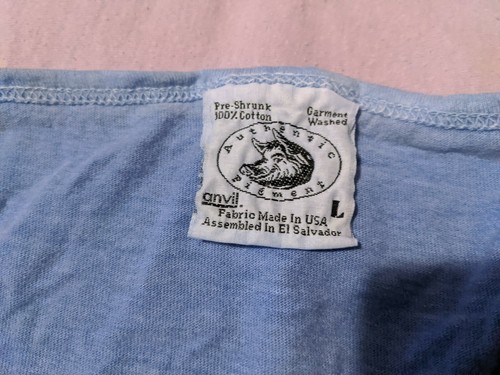 Pre-Shrunk Garment
100% Cotton Washed
Authentic
Pigment
anvil.
L
Fabric Made In USA
Assembled in El Salvador